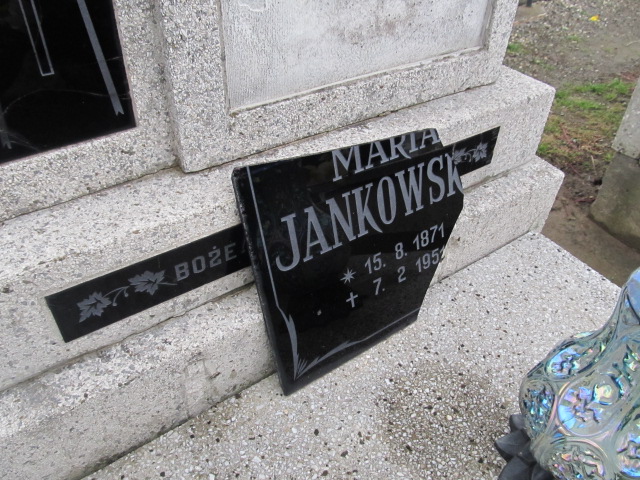 MARIA
JANKOWSK
* 15. 8. 1871
✝ 7. 2 195
BOŻE